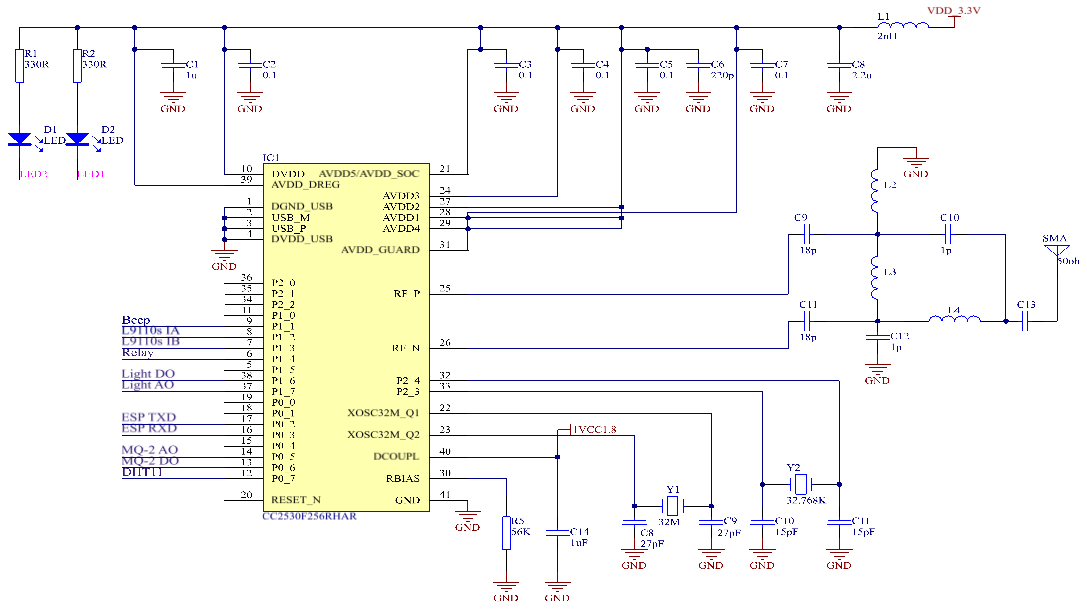 VDD_3.3V
L1
2nH
R1
330R
R2
330R
C1
1u
C2
0.1
C3
0.1
C4
0.1
C5
0.1
C6
220p
C7
0.1
C8
2.2u
GND
GND
GND
GND
GND
GND
GND
GND
D1
LED
D2
LED
LED2
LED1
IC1
10 DVDD
39 AVDD_DREG
1 DGND_USB
2 USB_M
3 USB_P
4 DVDD_USB
GND
36 P2_0
35 P2_1
34 P2_2
11 P1_0
Beep 9 P1_1
L9110s IA 8 P1_2
L9110s IB 7 P1_3
Relay 6 P1_4
5 P1_5
Light DO 38 P1_6
Light AO 37 P1_7
19 P0_0
18 P0_1
ESP TXD 17 P0_2
ESP RXD 16 P0_3
15 P0_4
MQ-2 AO 14 P0_5
MQ-2 DO 13 P0_6
DHT11 12 P0_7
20 RESET_N
CC2530F256RHAR
AVDD5/AVDD_SOC 21
AVDD3 24
AVDD2 27
AVDD1 28
AVDD4 29
AVDD_GUARD 31
RF_P 25
RF_N 26
P2_4 32
P2_3 33
XOSC32M_Q1 22
XOSC32M_Q2 23
DCOUPL 40
RBIAS 30
GND 41
GND
1VCC1.8
GND
L2
C9
18p
C10
1p
L3
SMA
50oh
C11
18p
L4
C13
C12
1p
GND
Y1
32M
Y2
32.768K
R5
56K
C14
1uF
C8
27pF
C9
27pF
C10
15pF
C11
15pF
GND
GND
GND
GND
GND
GND